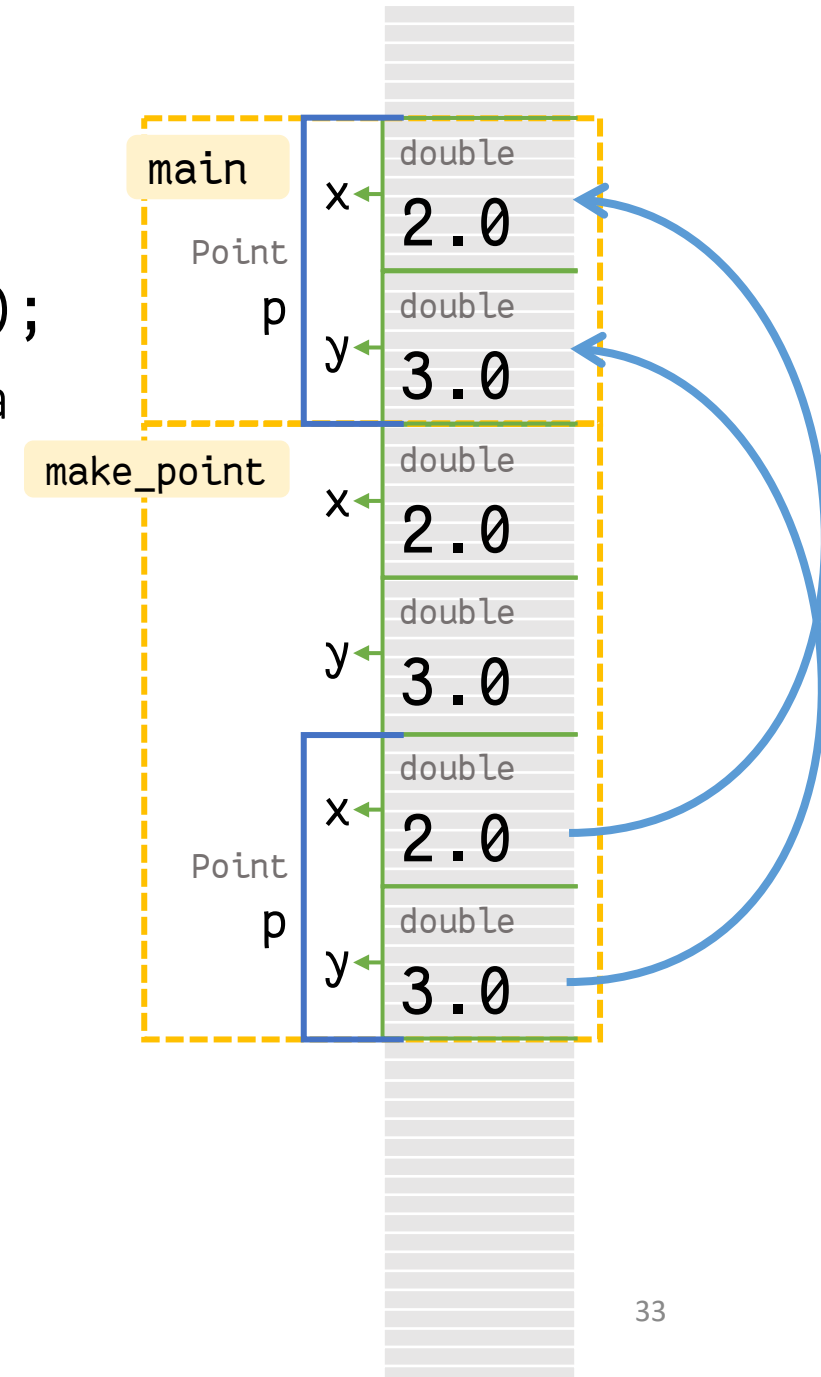 main
double
x
2.0
Point
);
p
double
y
3.0
a
make_point
double
x
2.0
double
y
3.0
double
x
2.0
Point
p
double
y
3.0
33